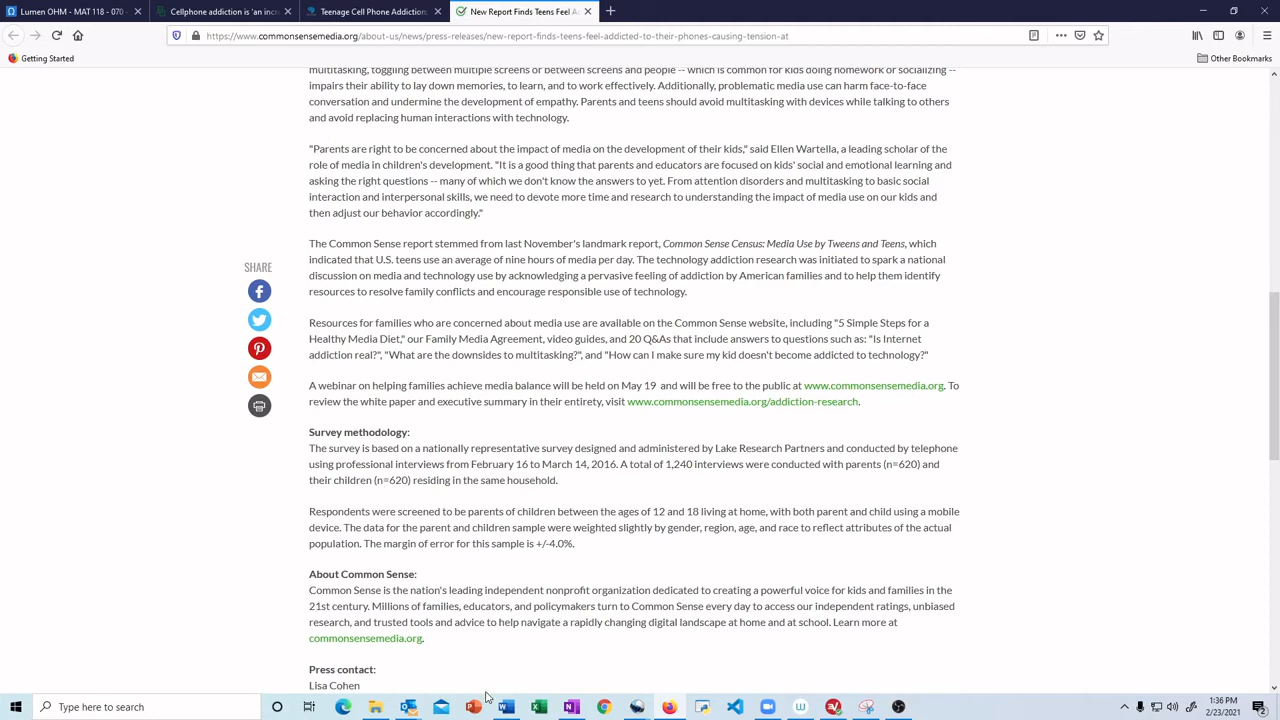 Lumen OHM - MAT 118 - 070
Cellphone addiction is 'an incre
Teenage Cell Phone Addiction
New Report Finds Teens Feel A
https://www.commonsensemedia.org/about-us/news/press-releases/new-report-finds-teens-feel-addicted-to-their-phones-causing-tension-at
Getting Started
Other Bookmarks
multitasking, toggling between multiple screens or between screens and people -- which is common for kids doing homework or socializing --
impairs their ability to lay down memories, to learn, and to work effectively. Additionally, problematic media use can harm face-to-face
conversation and undermine the development of empathy. Parents and teens should avoid multitasking with devices while talking to others
and avoid replacing human interactions with technology.
"Parents are right to be concerned about the impact of media on the development of their kids," said Ellen Wartella, a leading scholar of the
role of media in children's development. "It is a good thing that parents and educators are focused on kids' social and emotional learning and
asking the right questions -- many of which we don't know the answers to yet. From attention disorders and multitasking to basic social
interaction and interpersonal skills, we need to devote more time and research to understanding the impact of media use on our kids and
then adjust our behavior accordingly."
The Common Sense report stemmed from last November's landmark report, Common Sense Census: Media Use by Tweens and Teens, which
indicated that U.S. teens use an average of nine hours of media per day. The technology addiction research was initiated to spark a national
discussion on media and technology use by acknowledging a pervasive feeling of addiction by American families and to help them identify
resources to resolve family conflicts and encourage responsible use of technology.
SHARE
Resources for families who are concerned about media use are available on the Common Sense website, including "5 Simple Steps for a
Healthy Media Diet," our Family Media Agreement, video guides, and 20 Q&As that include answers to questions such as: "Is Internet
addiction real?", "What are the downsides to multitasking?", and "How can I make sure my kid doesn't become addicted to technology?"
A webinar on helping families achieve media balance will be held on May 19 and will be free to the public at www.commonsensemedia.org. To
review the white paper and executive summary in their entirety, visit www.commonsensemedia.org/addiction-research.
Survey methodology:
The survey is based on a nationally representative survey designed and administered by Lake Research Partners and conducted by telephone
using professional interviews from February 16 to March 14, 2016. A total of 1,240 interviews were conducted with parents (n=620) and
their children (n=620) residing in the same household.
Respondents were screened to be parents of children between the ages of 12 and 18 living at home, with both parent and child using a mobile
device. The data for the parent and children sample were weighted slightly by gender, region, age, and race to reflect attributes of the actual
population. The margin of error for this sample is +/-4.0%.
About Common Sense:
Common Sense is the nation's leading independent nonprofit organization dedicated to creating a powerful voice for kids and families in the
21st century. Millions of families, educators, and policymakers turn to Common Sense every day to access our independent ratings, unbiased
research, and trusted tools and advice to help navigate a rapidly changing digital landscape at home and at school. Learn more at
commonsensemedia.org.
Press contact:
Lisa Cohen
Type here to search
1:36 PM
2/23/2021
2